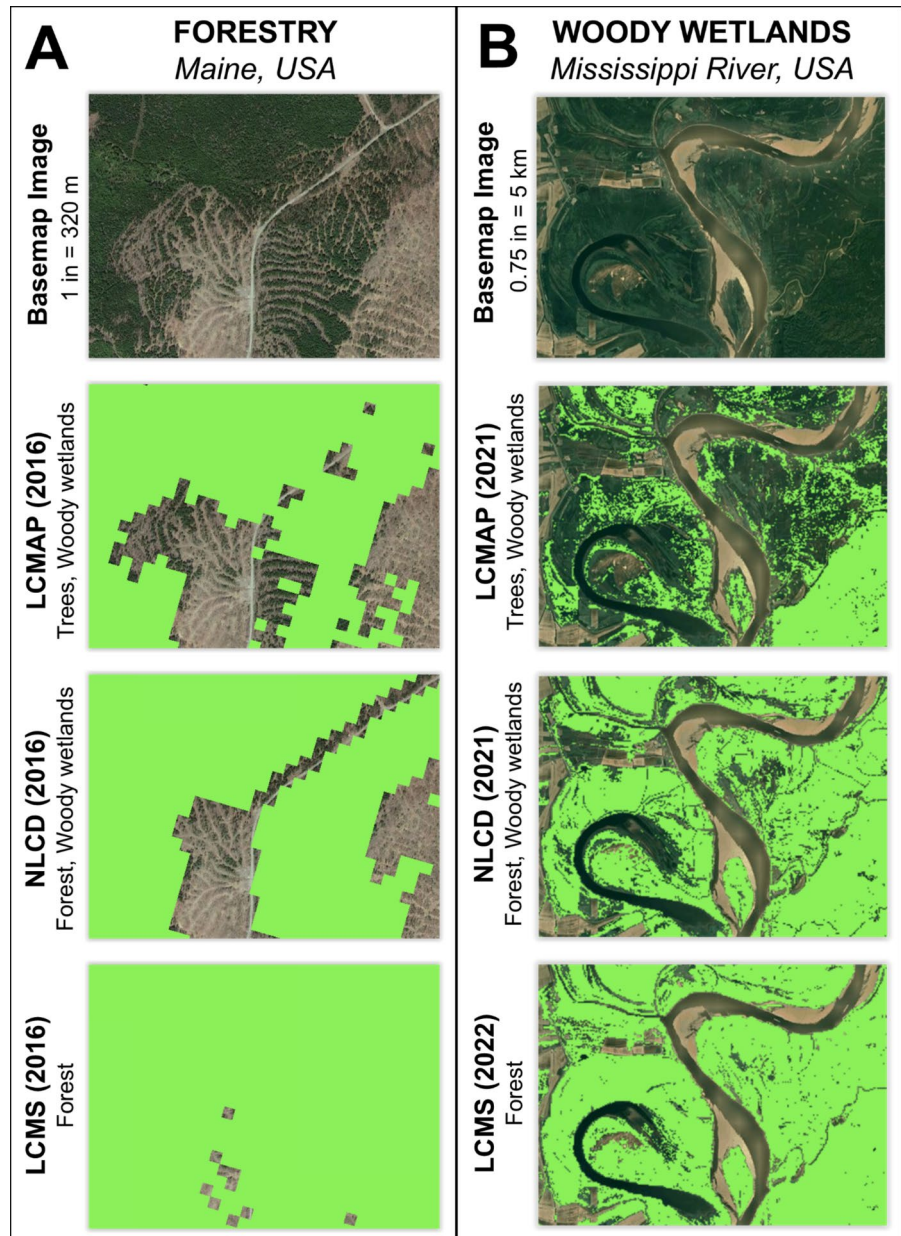 A
FORESTRY
Maine, USA
B
WOODY WETLANDS
Mississippi River, USA
Basemap Image
1 in = 320 m
Basemap Image
0.75 in = 5 km
LCMAP (2016)
Trees, Woody wetlands
LCMAP (2021)
Trees, Woody wetlands
NLCD (2016)
Forest, Woody wetlands
NLCD (2021)
Forest, Woody wetlands
LCMS (2016)
Forest
LCMS (2022)
Forest